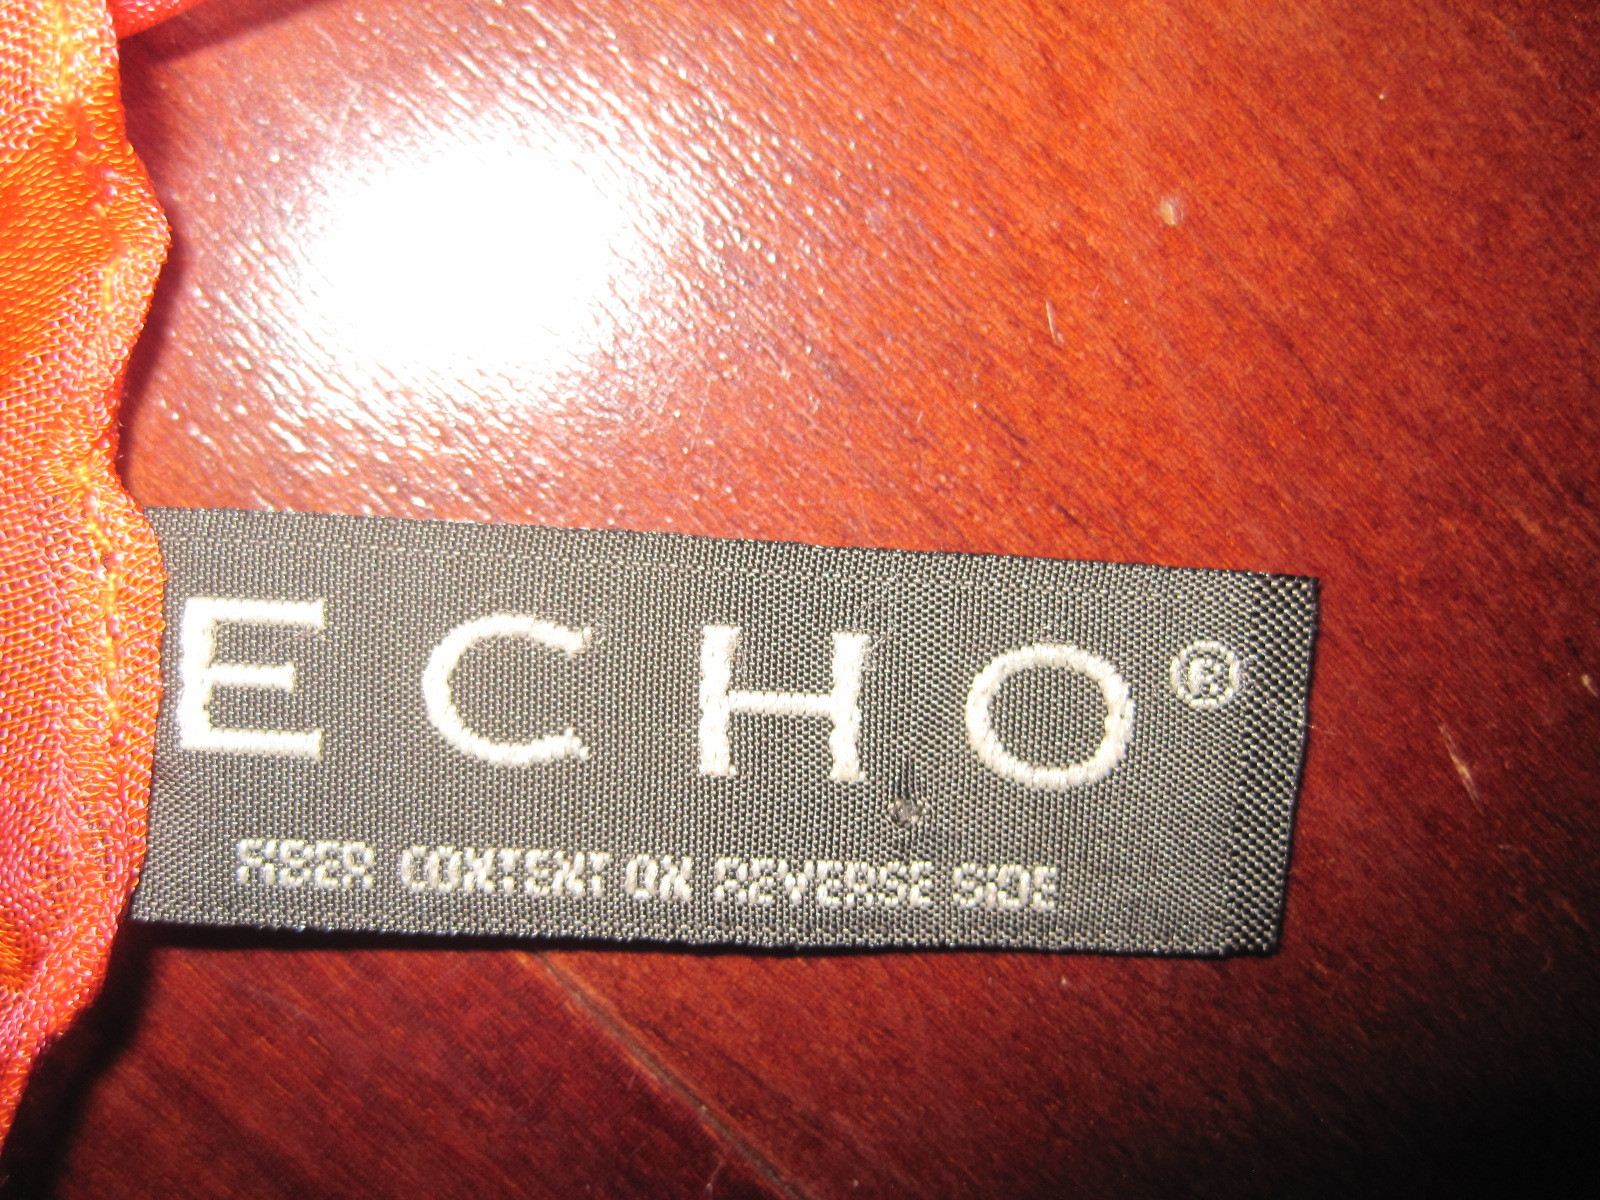 ECHO®
FIBER CONTENT ON REVERSE SIDE